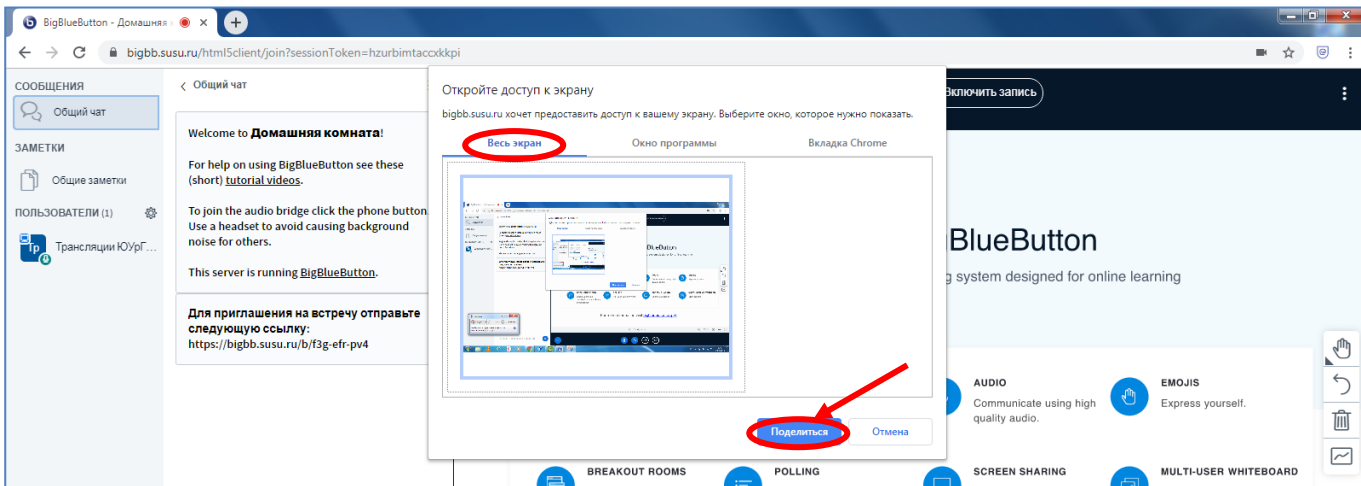 BigBlueButton - Домашняя
bigbb.susu.ru/html5client/join?sessionToken=hzurbimtaccxkkpi
СООБЩЕНИЯ
Общий чат
ЗАМЕТКИ
Общие заметки
ПОЛЬЗОВАТЕЛИ (1)
Тр
Трансляции ЮУрГ...
Общий чат
Welcome to Домашняя комната!
For help on using BigBlueButton see these
(short) tutorial videos.
To join the audio bridge click the phone button.
Use a headset to avoid causing background
noise for others.
This server is running BigBlueButton.
Для приглашения на встречу отправьте
следующую ссылку:
https://bigbb.susu.ru/b/f3g-efr-pv4
Откройте доступ к экрану
bigbb.susu.ru хочет предоставить доступ к вашему экрану. Выберите окно, которое нужно показать.
Весь экран
Окно программы
Вкладка Chrome
Поделиться
Отмена
Включить запись
BlueButton
g system designed for online learning
AUDIO
Communicate using high
quality audio.
EMOJIS
Express yourself.
BREAKOUT ROOMS
POLLING
SCREEN SHARING
MULTI-USER WHITEBOARD